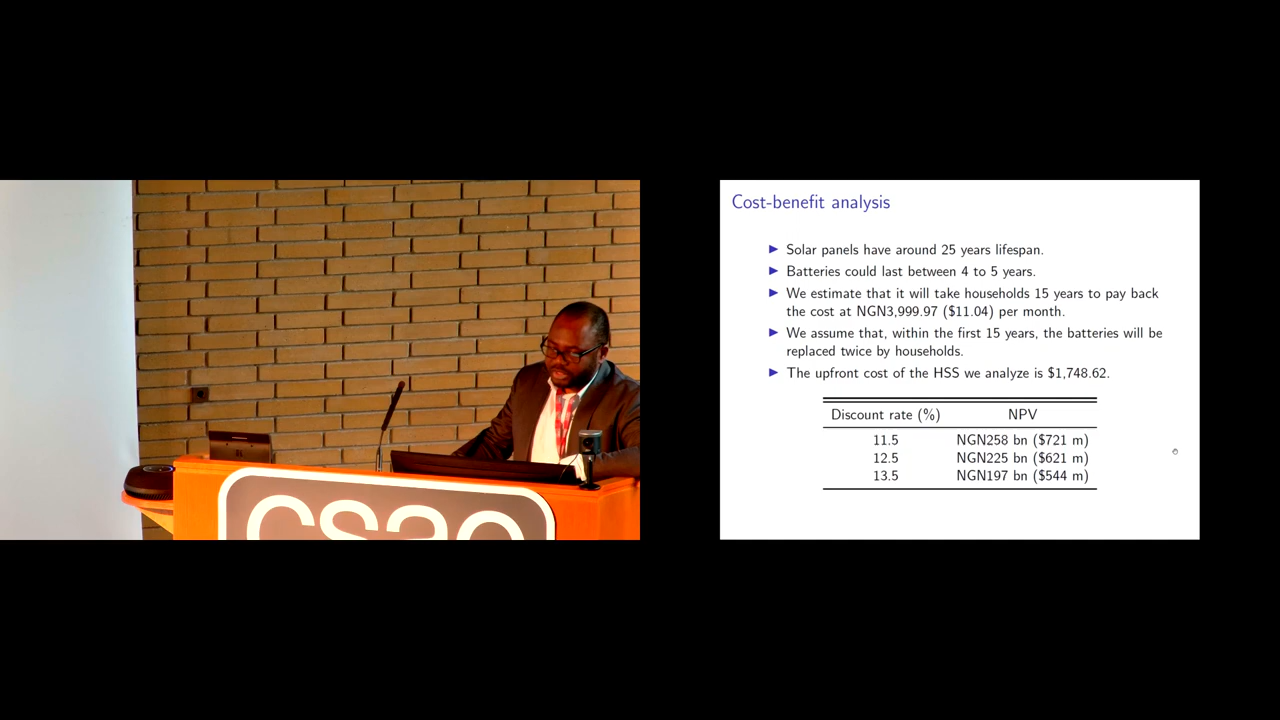 Cost-benefit analysis
Solar panels have around 25 years lifespan.
Batteries could last between 4 to 5 years.
We estimate that it will take households 15 years to pay back
the cost at NGN3,999.97 ($11.04) per month.
We assume that, within the first 15 years, the batteries will be
replaced twice by households.
The upfront cost of the HSS we analyze is $1,748.62.
Discount rate (%) NPV
11.5 NGN258 bn ($721 m)
12.5 NGN225 bn ($621 m)
13.5 NGN197 bn ($544 m)
csae